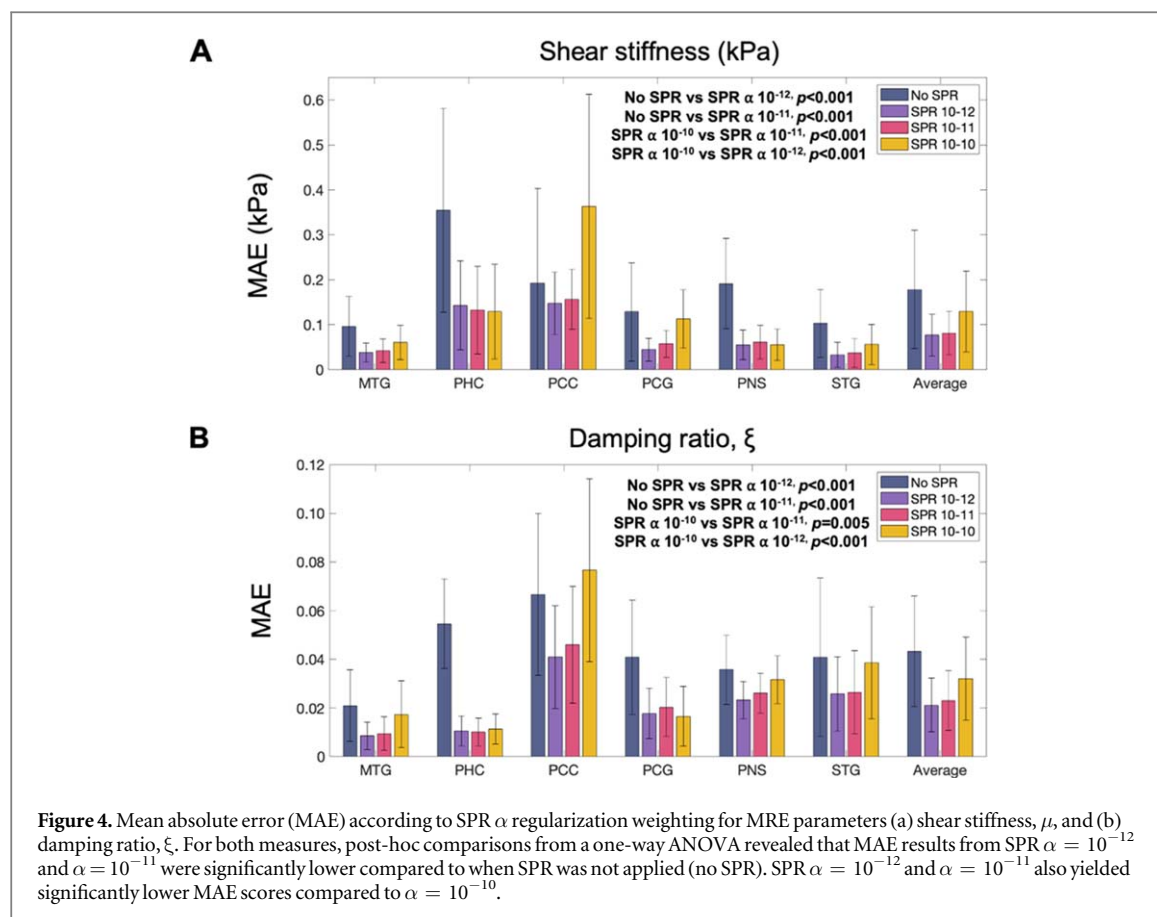 A
Shear stiffness (kPa)
No SPR vs SPR α 10⁻¹², p<0.001
No SPR vs SPR α 10⁻¹¹, p<0.001
SPR α 10⁻¹⁰ vs SPR α 10⁻¹¹, p<0.001
SPR α 10⁻¹⁰ vs SPR α 10⁻¹², p<0.001
No SPR
SPR 10-12
SPR 10-11
SPR 10-10
MAE (kPa)
0.6
0.5
0.4
0.3
0.2
0.1
0
MTG PHC PCC PCG PNS STG Average
B
Damping ratio, ξ
No SPR vs SPR α 10⁻¹², p<0.001
No SPR vs SPR α 10⁻¹¹, p<0.001
SPR α 10⁻¹⁰ vs SPR α 10⁻¹¹, p=0.005
SPR α 10⁻¹⁰ vs SPR α 10⁻¹², p<0.001
No SPR
SPR 10-12
SPR 10-11
SPR 10-10
MAE
0.12
0.10
0.08
0.06
0.04
0.02
0
MTG PHC PCC PCG PNS STG Average
Figure 4. Mean absolute error (MAE) according to SPR α regularization weighting for MRE parameters (a) shear stiffness, μ, and (b)
damping ratio, ξ. For both measures, post-hoc comparisons from a one-way ANOVA revealed that MAE results from SPR α = 10⁻¹²
and α = 10⁻¹¹ were significantly lower compared to when SPR was not applied (no SPR). SPR α = 10⁻¹² and α = 10⁻¹¹ also yielded
significantly lower MAE scores compared to α = 10⁻¹⁰.